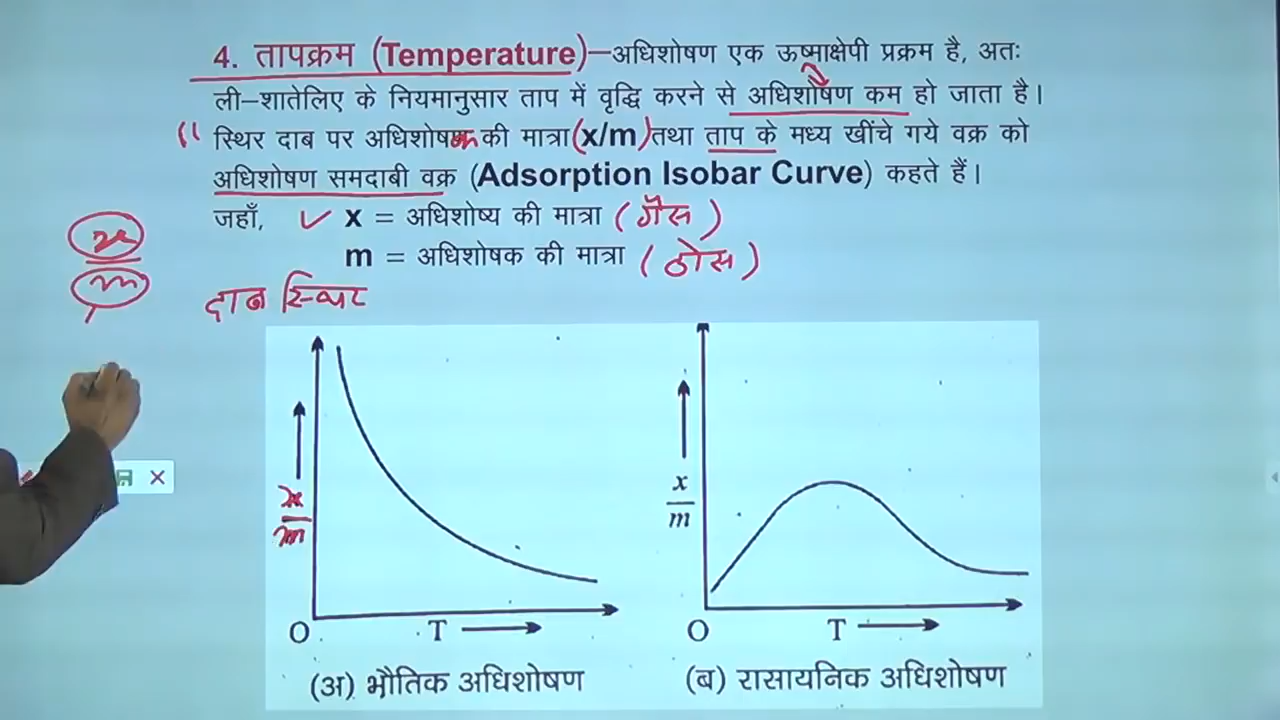 4. तापक्रम (Temperature)–अधिशोषण एक ऊष्माक्षेपी प्रक्रम है, अतः
ली–शातेलिए के नियमानुसार ताप में वृद्धि करने से अधिशोषण कम हो जाता है।
स्थिर दाब पर अधिशोषक की मात्रा (x/m) तथा ताप के मध्य खींचे गये वक्र को
अधिशोषण समदाबी वक्र (Adsorption Isobar Curve) कहते हैं।
जहाँ, x = अधिशोष्य की मात्रा (गैस)
m = अधिशोषक की मात्रा (ठोस)
x
m
दाब स्थिर
x
m
O
T
(अ) भौतिक अधिशोषण
x
m
O
T
(ब) रासायनिक अधिशोषण